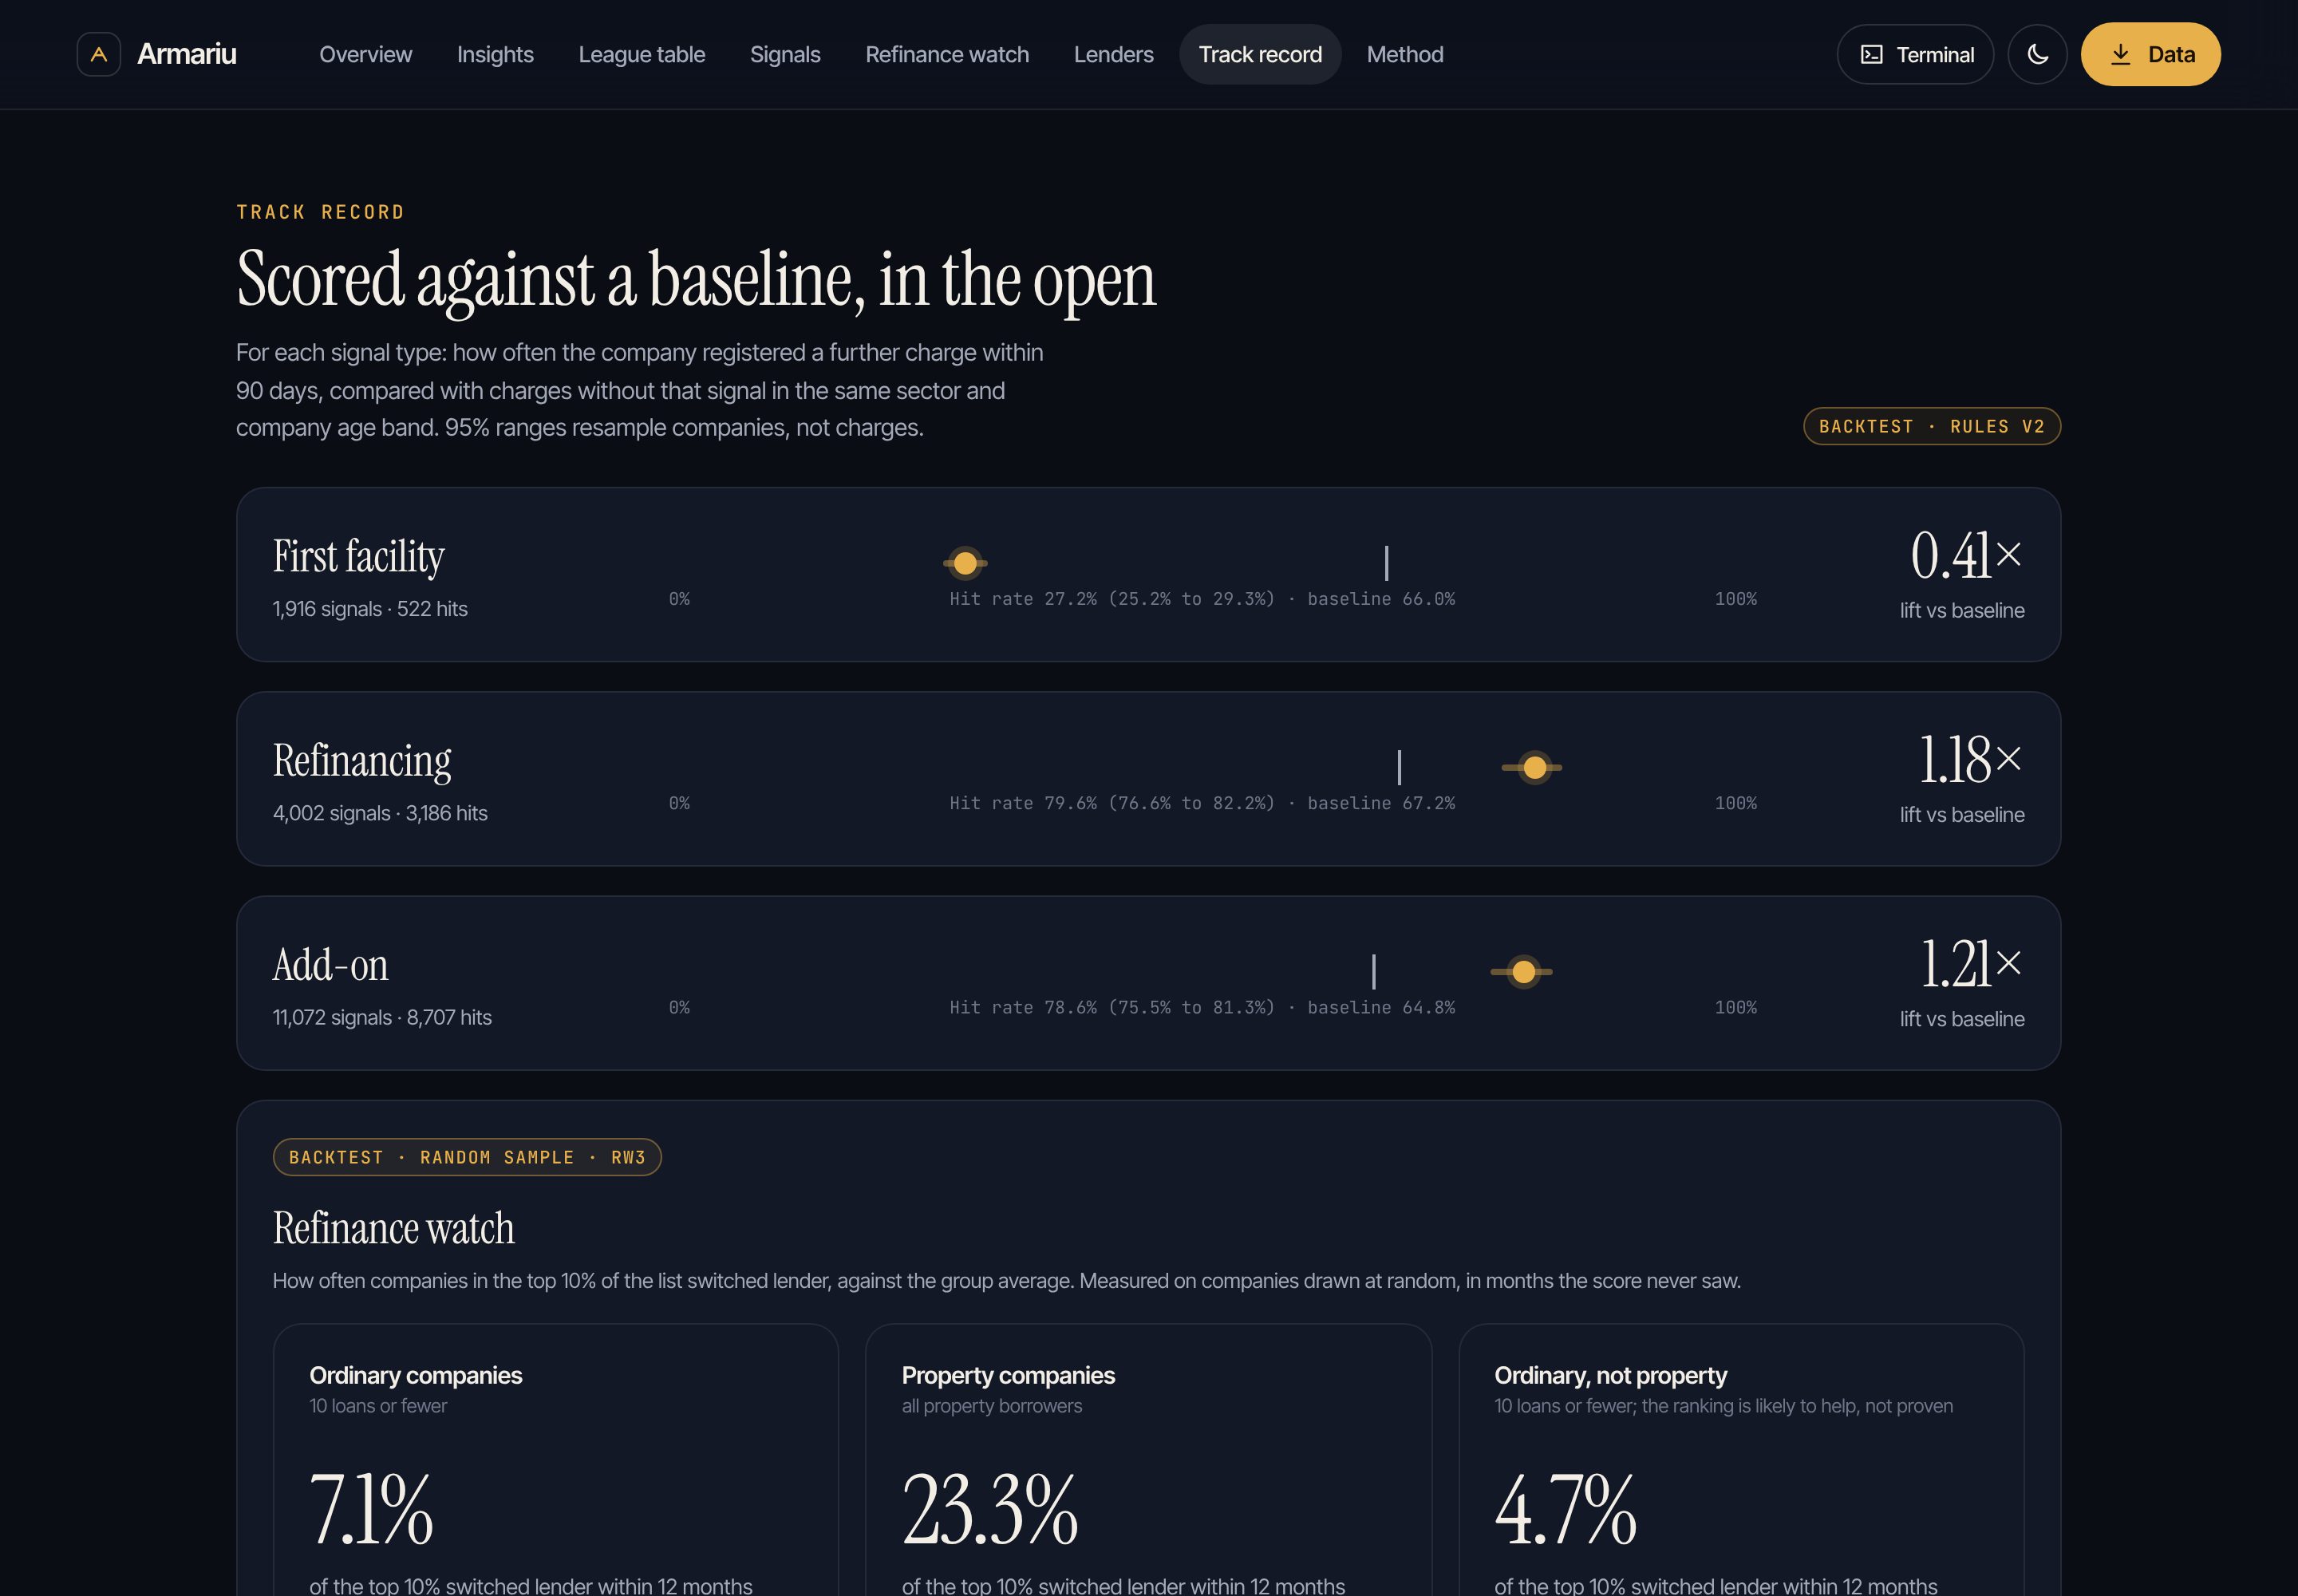 Armariu
Overview
Insights
League table
Signals
Refinance watch
Lenders
Track record
Method
Terminal
Data
TRACK RECORD
Scored against a baseline, in the open
For each signal type: how often the company registered a further charge within
90 days, compared with charges without that signal in the same sector and
company age band. 95% ranges resample companies, not charges.
BACKTEST · RULES V2
First facility
1,916 signals · 522 hits
0%
Hit rate 27.2% (25.2% to 29.3%) · baseline 66.0%
100%
0.41×
lift vs baseline
Refinancing
4,002 signals · 3,186 hits
0%
Hit rate 79.6% (76.6% to 82.2%) · baseline 67.2%
100%
1.18×
lift vs baseline
Add-on
11,072 signals · 8,707 hits
0%
Hit rate 78.6% (75.5% to 81.3%) · baseline 64.8%
100%
1.21×
lift vs baseline
BACKTEST · RANDOM SAMPLE · RW3
Refinance watch
How often companies in the top 10% of the list switched lender, against the group average. Measured on companies drawn at random, in months the score never saw.
Ordinary companies
10 loans or fewer
7.1%
of the top 10% switched lender within 12 months
Property companies
all property borrowers
23.3%
of the top 10% switched lender within 12 months
Ordinary, not property
10 loans or fewer; the ranking is likely to help, not proven
4.7%
of the top 10% switched lender within 12 months